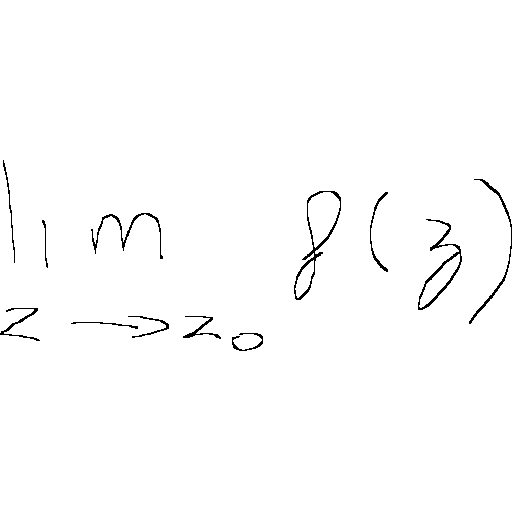 lim f(z)
z → z₀